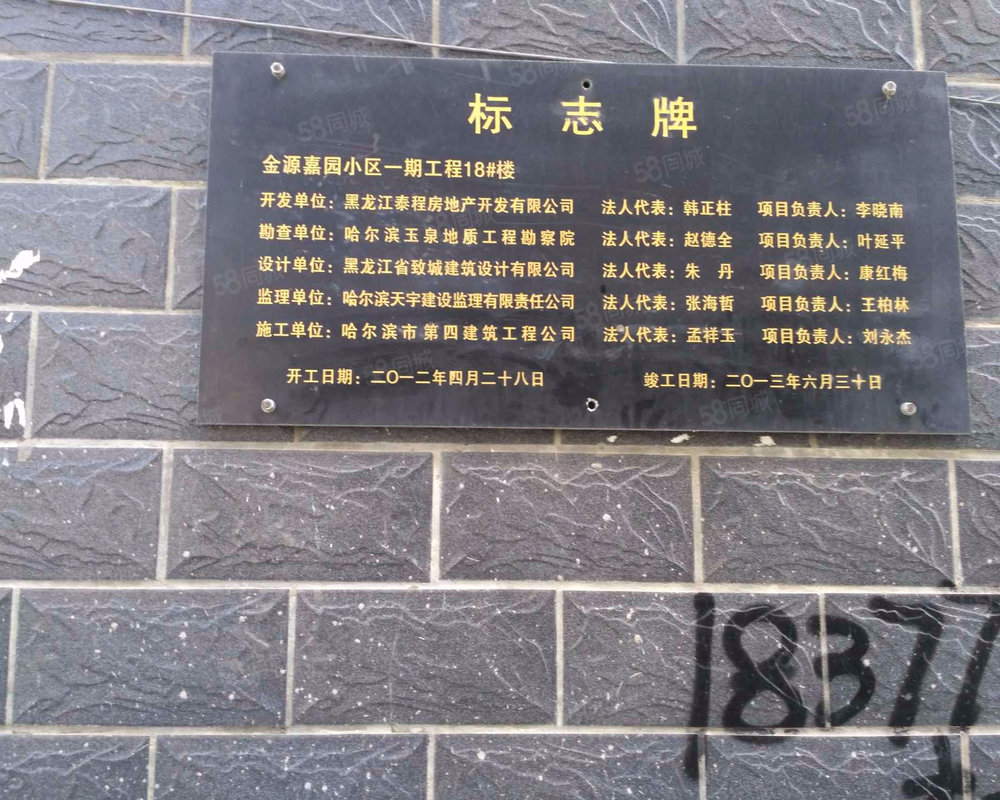 标志牌
金源嘉园小区一期工程18#楼
开发单位：黑龙江泰程房地产开发有限公司 法人代表：韩正柱 项目负责人：李晓南
勘查单位：哈尔滨玉泉地质工程勘察院 法人代表：赵德全 项目负责人：叶延平
设计单位：黑龙江省致城建筑设计有限公司 法人代表：朱 丹 项目负责人：康红梅
监理单位：哈尔滨天宇建设监理有限责任公司 法人代表：张海哲 项目负责人：王柏林
施工单位：哈尔滨市第四建筑工程公司 法人代表：孟祥玉 项目负责人：刘永杰
开工日期：二〇一二年四月二十八日 竣工日期：二〇一三年六月三十日
58同城
1837